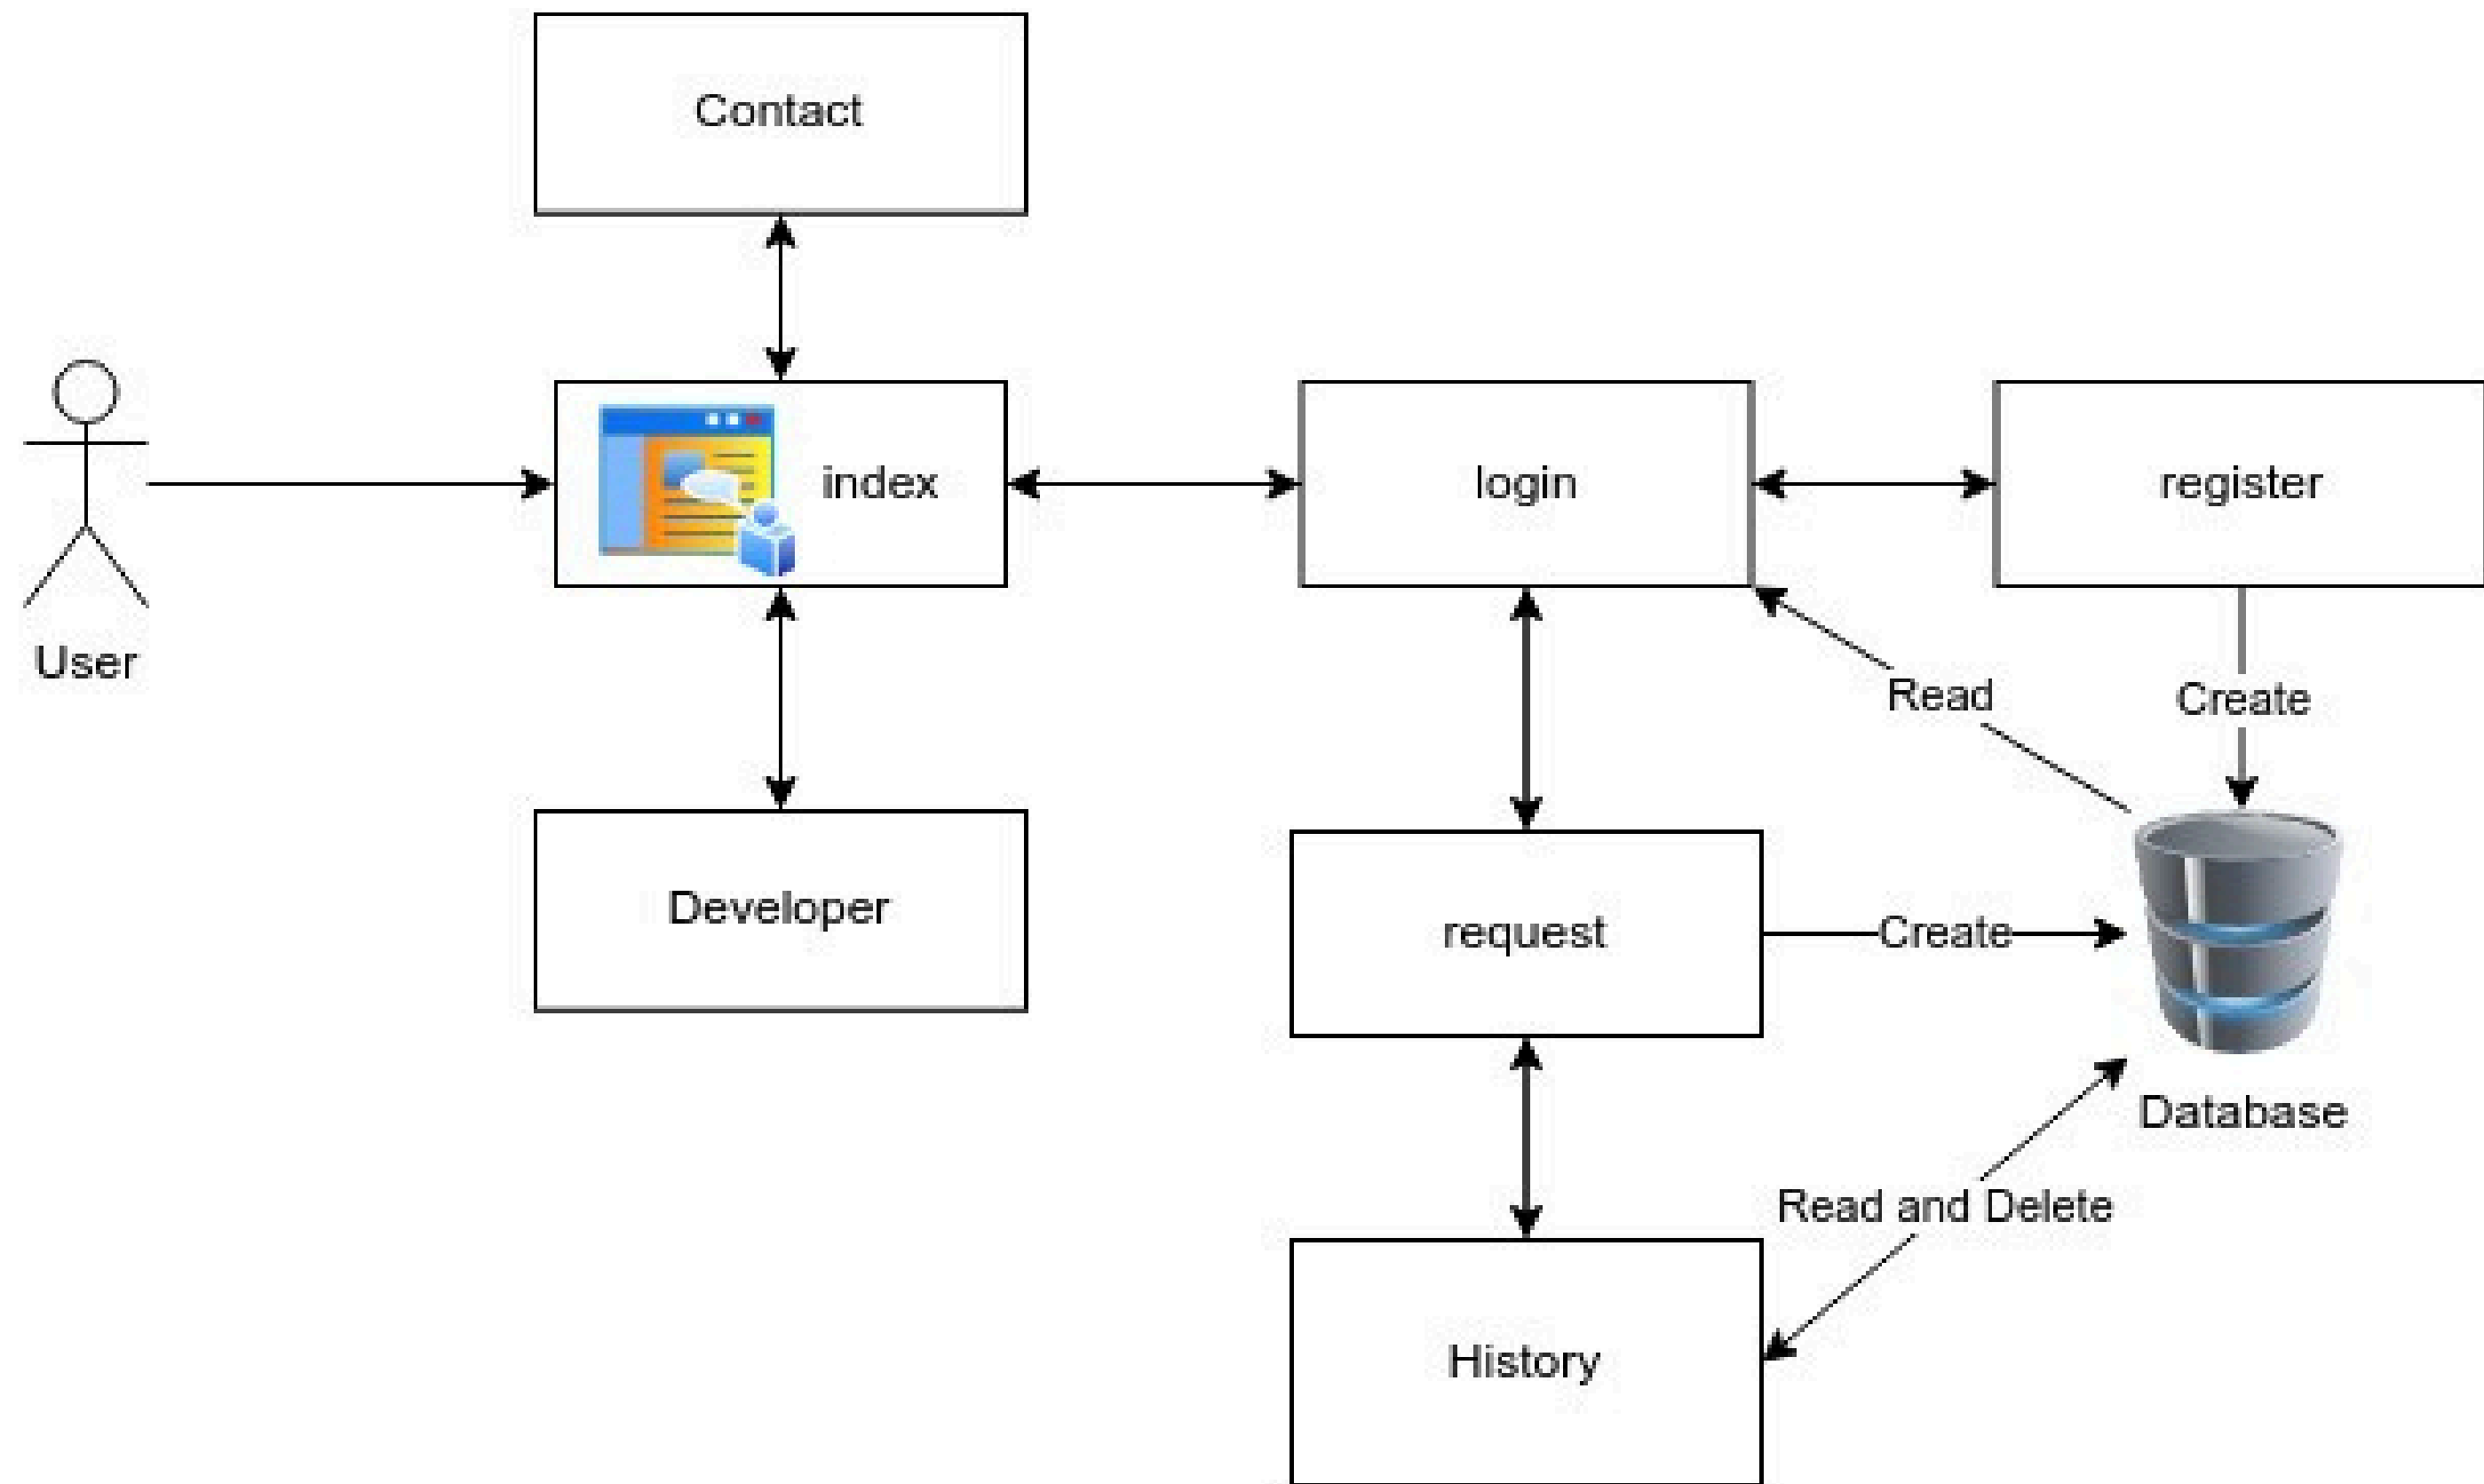 Contact
index
login
register
User
Read
Create
Developer
request
Create
Database
Read and Delete
History